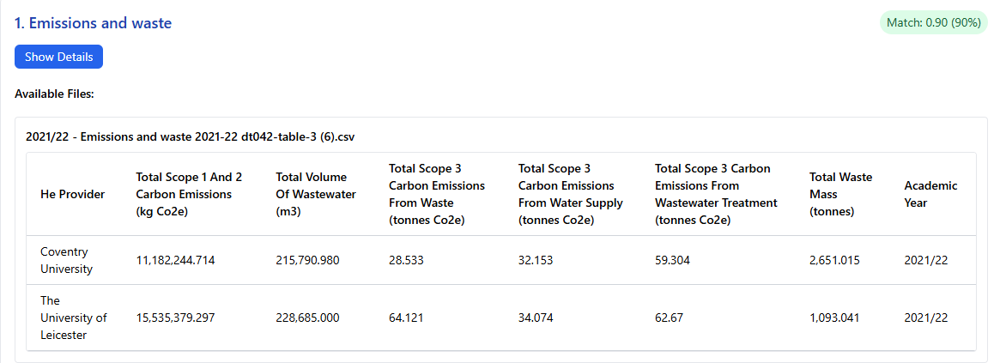 1. Emissions and waste
Match: 0.90 (90%)
Show Details
Available Files:
2021/22 - Emissions and waste 2021-22 dt042-table-3 (6).csv
He Provider
Total Scope 1 And 2
Carbon Emissions
(kg Co2e)
Total Volume
Of Wastewater
(m3)
Total Scope 3
Carbon Emissions
From Waste
(tonnes Co2e)
Total Scope 3
Carbon Emissions
From Water Supply
(tonnes Co2e)
Total Scope 3 Carbon
Emissions From
Wastewater Treatment
(tonnes Co2e)
Total Waste
Mass
(tonnes)
Academic
Year
Coventry
University
11,182,244.714
215,790.980
28.533
32.153
59.304
2,651.015
2021/22
The
University of
Leicester
15,535,379.297
228,685.000
64.121
34.074
62.67
1,093.041
2021/22